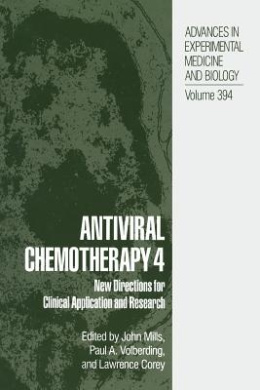 ADVANCES IN
EXPERIMENTAL
MEDICINE
AND BIOLOGY
Volume 394
ANTIVIRAL
CHEMOTHERAPY 4
New Directions for
Clinical Application and Research
Edited by John Mills,
Paul A. Volberding,
and Lawrence Corey